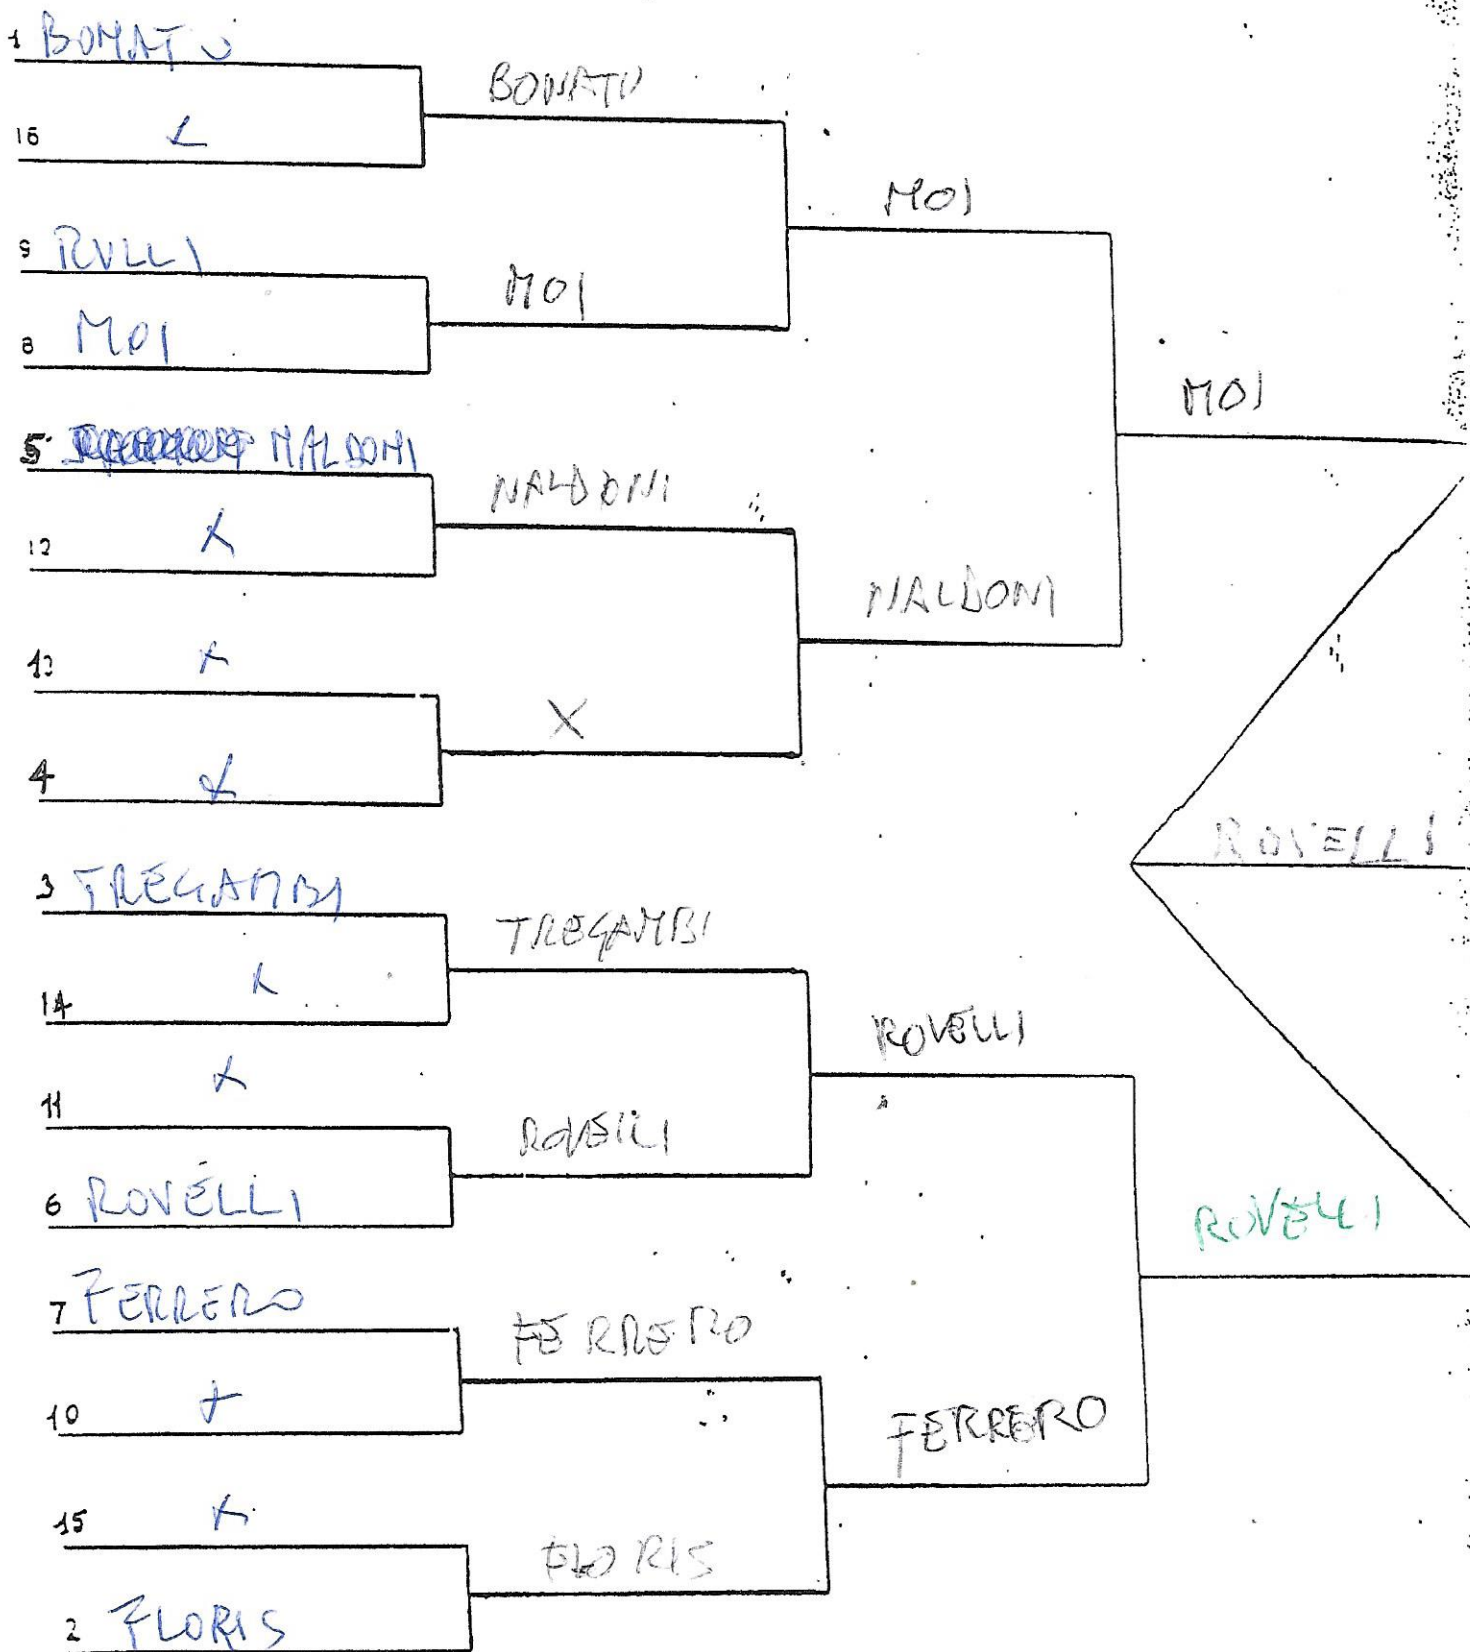 1 BONATO
BONATO
16 X
MOI
9 RULLI
MOI
8 MOI
MOI
5 NALDONI
NALDONI
12 X
NALDONI
13 X
X
4 X
ROVELLI
3 TREGAMBI
TREGAMBI
14 X
ROVELLI
11 X
ROVELLI
6 ROVELLI
ROVELLI
7 FERRERO
FERRERO
10 X
FERRERO
15 X
FLORIS
2 FLORIS